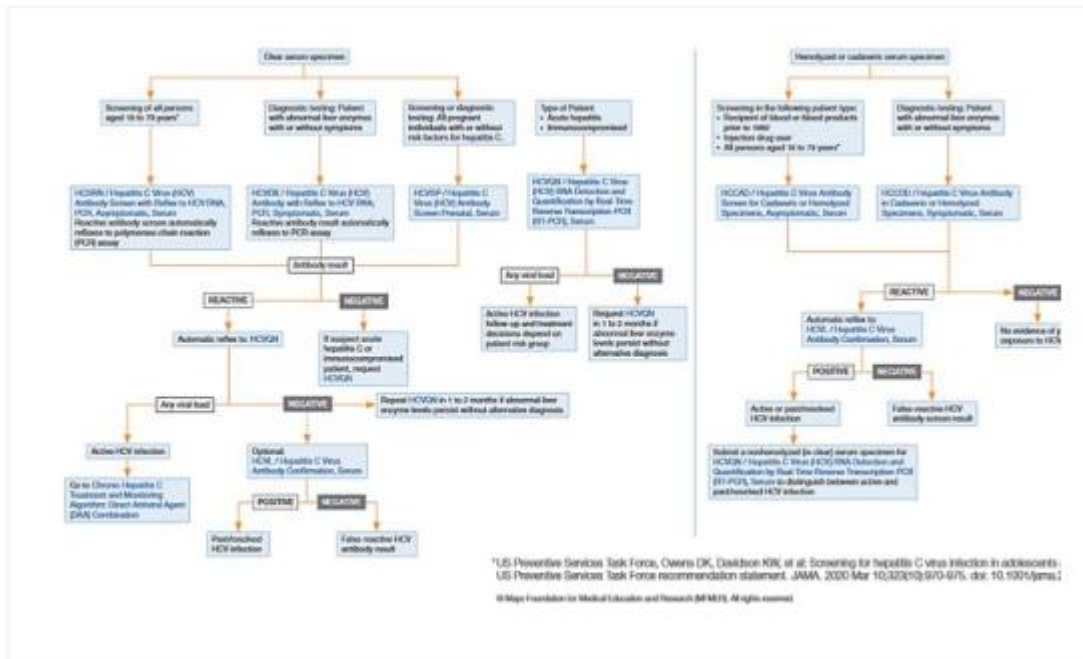 Clear serum specimen
Screening of all persons
aged 18 to 79 years*
Diagnostic testing: Patient
with abnormal liver enzymes
with or without symptoms
Screening or diagnostic
testing: All pregnant
individuals with or without
risk factors for hepatitis C.
Type of Patient
• Acute hepatitis
• Immunocompromised
HCSRN / Hepatitis C Virus (HCV)
Antibody Screen with Reflex to HCV RNA,
PCR, Asymptomatic, Serum
Reactive antibody screen automatically
reflexes to polymerase chain reaction
(PCR) assay
HCVDX / Hepatitis C Virus (HCV)
Antibody with Reflex to HCV RNA,
PCR, Symptomatic, Serum
Reactive antibody result automatically
reflexes to PCR assay
HCVSP / Hepatitis C
Virus (HCV) Antibody
Screen Prenatal, Serum
HCVQN / Hepatitis C Virus
(HCV) RNA Detection and
Quantification by Real-Time
Reverse Transcription-PCR
(RT-PCR), Serum
Antibody result
REACTIVE
NEGATIVE
Automatic reflex to: HCVQN
If suspect acute
hepatitis C or
immunocompromised
patient, request
HCVQN
Any viral load
NEGATIVE
Active HCV infection
follow up and treatment
decisions depend on
patient risk group
Request HCVQN
in 1 to 2 months if
abnormal liver enzyme
levels persist without
alternative diagnosis
Any viral load
NEGATIVE
Repeat HCVQN in 1 to 2 months if abnormal liver
enzyme levels persist without alternative diagnosis
Active HCV infection
Go to Chronic Hepatitis C
Treatment and Monitoring
Algorithm: Direct Antiviral Agent
(DAA) Combination
Optional:
HCVL / Hepatitis C Virus
Antibody Confirmation, Serum
POSITIVE
NEGATIVE
Past/resolved
HCV infection
False-reactive HCV
antibody result
Hemolyzed or cadaveric serum specimen
Screening in the following patient type:
• Recipient of blood or blood products
prior to 1992
• Injection drug user
• All persons aged 18 to 79 years*
Diagnostic testing: Patient
with abnormal liver enzymes
with or without symptoms
HCCAD / Hepatitis C Virus Antibody
Screen for Cadaveric or Hemolyzed
Specimens, Asymptomatic, Serum
HCCDD / Hepatitis C Virus Antibody
in Cadaveric or Hemolyzed
Specimens, Symptomatic, Serum
REACTIVE
NEGATIVE
Automatic reflex to
HCVL / Hepatitis C Virus
Antibody Confirmation, Serum
No evidence of
exposure to HCV
POSITIVE
NEGATIVE
Active or past/resolved
HCV infection
False-reactive HCV
antibody screen result
Submit a nonhemolyzed (ie clear) serum specimen for
HCVQN / Hepatitis C Virus (HCV) RNA Detection and
Quantification by Real-Time Reverse Transcription-PCR
(RT-PCR), Serum to distinguish between active and
past/resolved HCV infection
*US Preventive Services Task Force, Owens DK, Davidson KW, et al: Screening for hepatitis C virus infection in adolescents
US Preventive Services Task Force recommendation statement. JAMA. 2020 Mar 10;323(10):970-975. doi: 10.1001/jama.
© Mayo Foundation for Medical Education and Research (MFMER). All rights reserved.